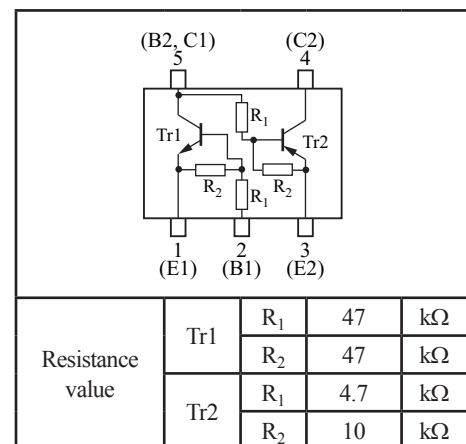 (B2, C1) (C2)
5 4
R₁
Tr1 Tr2
R₂ R₂
R₁
1 2 3
(E1) (B1) (E2)
Resistance value Tr1 R₁ 47 kΩ
R₂ 47 kΩ
Tr2 R₁ 4.7 kΩ
R₂ 10 kΩ